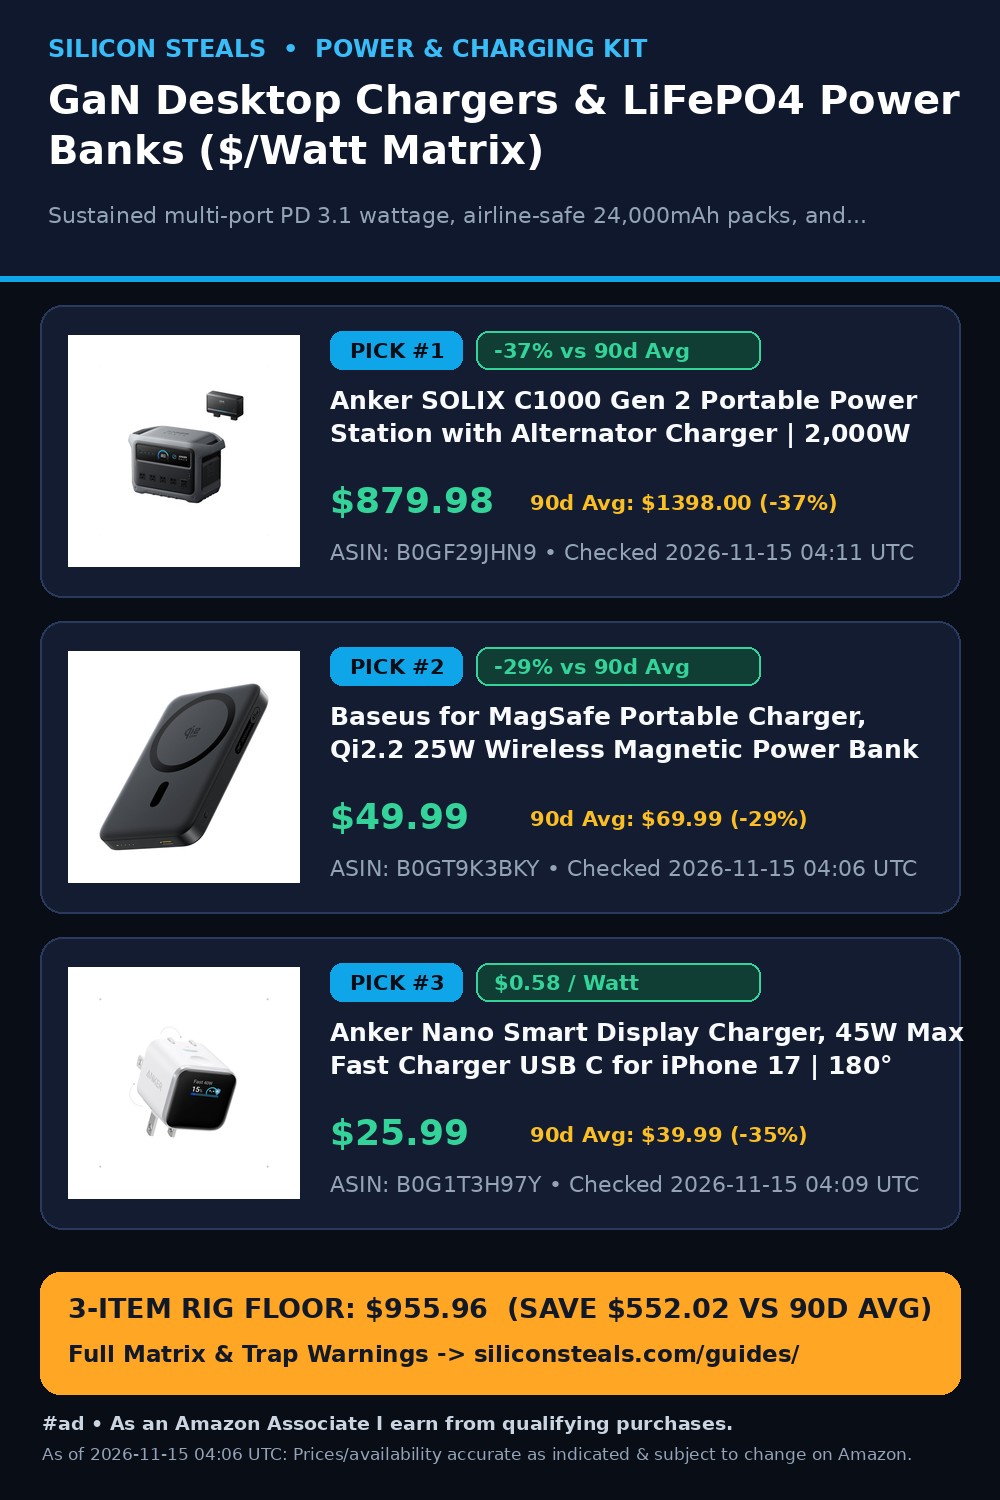 SILICON STEALS • POWER & CHARGING KIT
GaN Desktop Chargers & LiFePO4 Power
Banks ($/Watt Matrix)
Sustained multi-port PD 3.1 wattage, airline-safe 24,000mAh packs, and...
PICK #1
-37% vs 90d Avg
Anker SOLIX C1000 Gen 2 Portable Power
Station with Alternator Charger | 2,000W
$879.98
90d Avg: $1398.00 (-37%)
ASIN: B0GF29JHN9 • Checked 2026-11-15 04:11 UTC
PICK #2
-29% vs 90d Avg
Baseus for MagSafe Portable Charger,
Qi2.2 25W Wireless Magnetic Power Bank
$49.99
90d Avg: $69.99 (-29%)
ASIN: B0GT9K3BKY • Checked 2026-11-15 04:06 UTC
PICK #3
$0.58 / Watt
Anker Nano Smart Display Charger, 45W Max
Fast Charger USB C for iPhone 17 | 180°
ANKER
$25.99
90d Avg: $39.99 (-35%)
ASIN: B0G1T3H97Y • Checked 2026-11-15 04:09 UTC
3-ITEM RIG FLOOR: $955.96 (SAVE $552.02 VS 90D AVG)
Full Matrix & Trap Warnings -> siliconsteals.com/guides/
#ad • As an Amazon Associate I earn from qualifying purchases.
As of 2026-11-15 04:06 UTC: Prices/availability accurate as indicated & subject to change on Amazon.